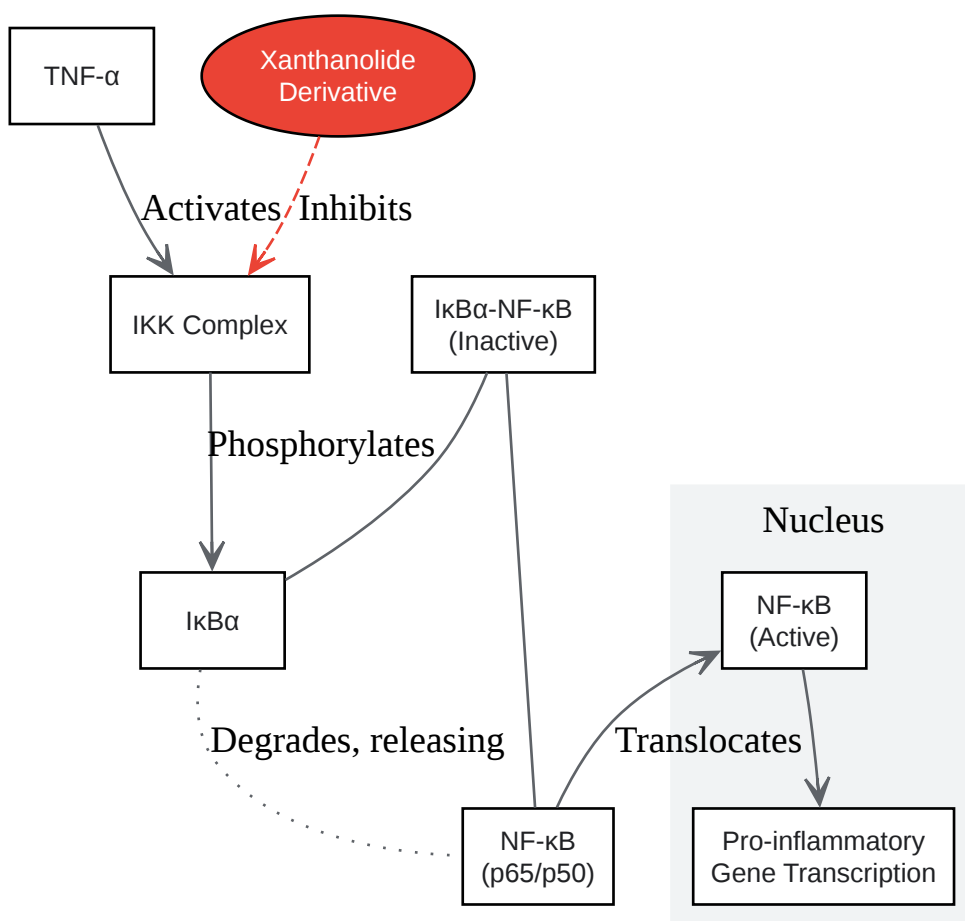 TNF-α
Xanthanolide
Derivative
Activates
Inhibits
IKK Complex
IκBα-NF-κB
(Inactive)
Phosphorylates
Nucleus
IκBα
NF-κB
(Active)
Degrades, releasing
Translocates
NF-κB
(p65/p50)
Pro-inflammatory
Gene Transcription